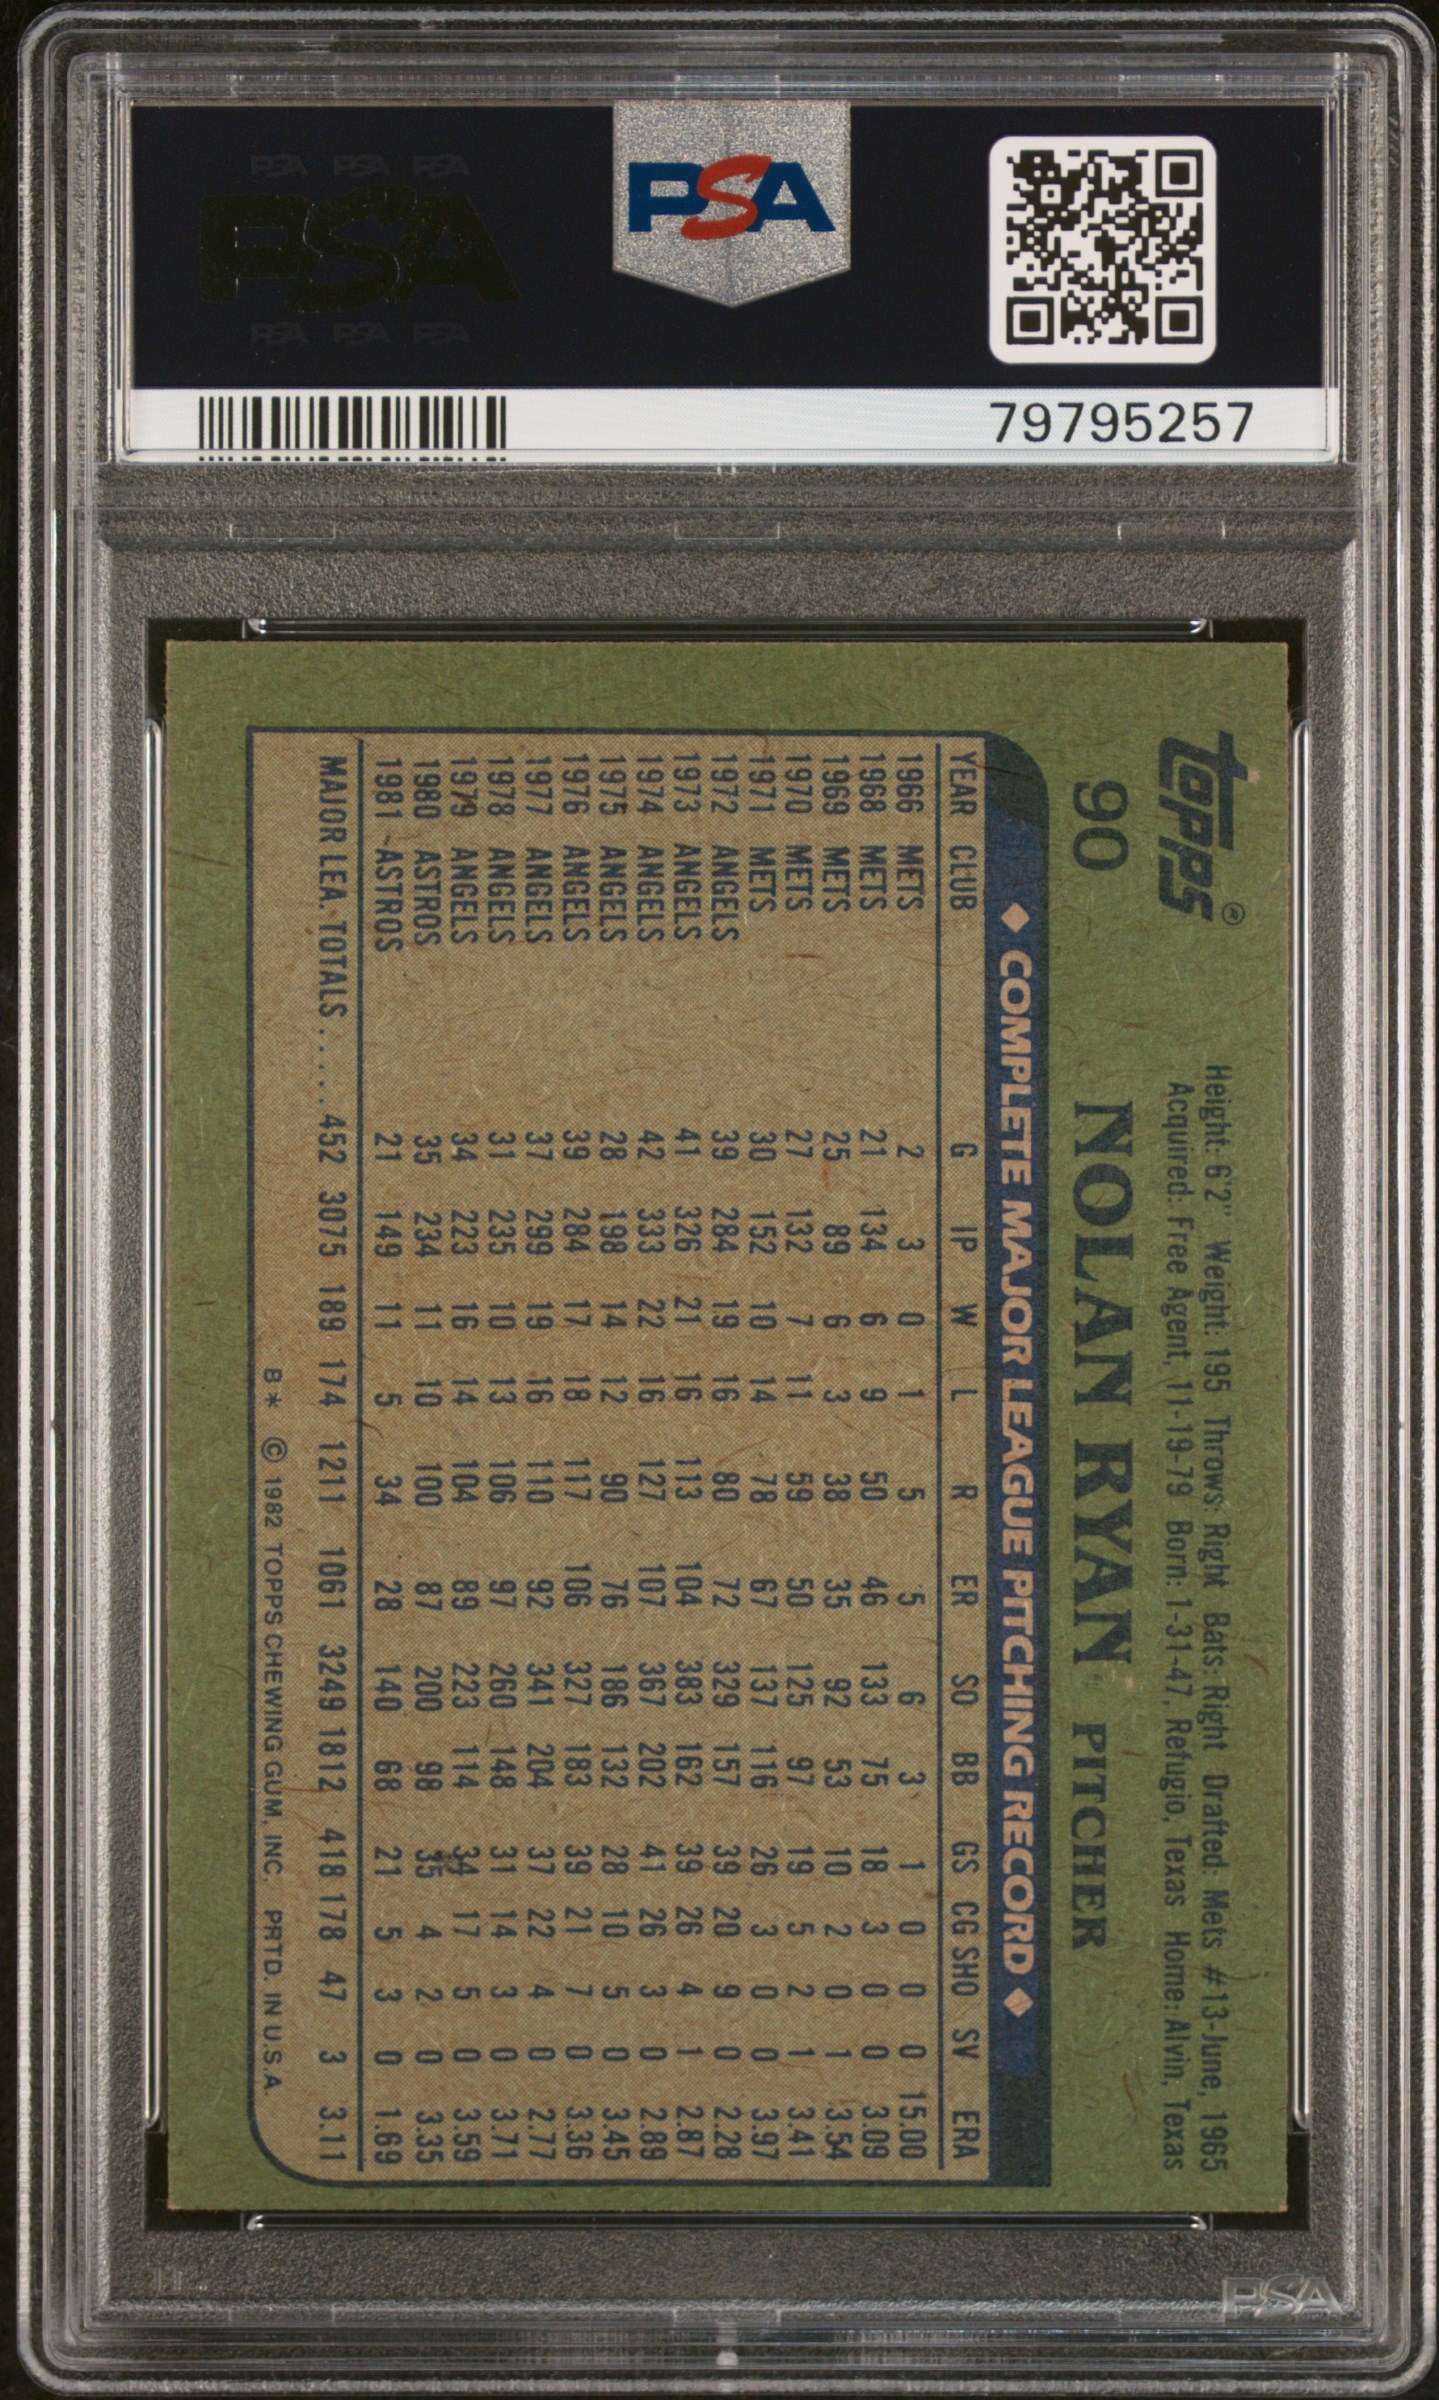 PSA PSA PSA
PSA
PSA PSA PSA
PSA
79795257
Topps®
90 NOLAN RYAN PITCHER
Height: 6'2" Weight: 195 Throws: Right Bats: Right Drafted: Mets #13-June, 1965
Acquired: Free Agent, 11-19-79 Born: 1-31-47, Refugio, Texas Home: Alvin, Texas
◆ COMPLETE MAJOR LEAGUE PITCHING RECORD ◆
YEAR CLUB G IP W L R ER SO BB GS CG SHO SV ERA
1966 METS 2 3 0 1 5 5 6 3 1 0 0 0 15.00
1968 METS 21 134 6 9 50 46 133 75 18 3 0 0 3.09
1969 METS 25 89 6 3 38 35 92 53 10 2 0 1 3.54
1970 METS 27 132 7 11 59 50 125 97 19 5 2 1 3.41
1971 METS 30 152 10 14 78 67 137 116 26 3 0 0 3.97
1972 ANGELS 39 284 19 16 80 72 329 157 39 20 9 0 2.28
1973 ANGELS 41 326 21 16 113 104 383 162 39 26 4 1 2.87
1974 ANGELS 42 333 22 16 127 107 367 202 41 26 3 0 2.89
1975 ANGELS 28 198 14 12 90 76 186 132 28 10 5 0 3.45
1976 ANGELS 39 284 17 18 117 106 327 183 39 21 7 0 3.36
1977 ANGELS 37 299 19 16 110 92 341 204 37 22 4 0 2.77
1978 ANGELS 31 235 10 13 106 97 260 148 31 14 3 0 3.71
1979 ANGELS 34 223 16 14 104 89 223 114 34 17 5 0 3.59
1980 ASTROS 35 234 11 10 100 87 200 98 35 4 2 0 3.35
1981 ASTROS 21 149 11 5 34 28 140 68 21 5 3 0 1.69
MAJOR LEA. TOTALS..... 452 3075 189 174 1211 1061 3249 1812 418 178 47 3 3.11
B* © 1982 TOPPS CHEWING GUM, INC. PRTD. IN U.S.A.
PSA